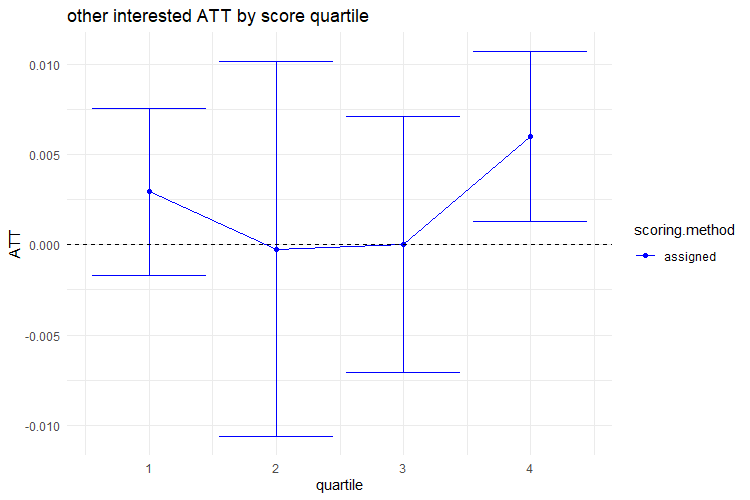 other interested ATT by score quartile
ATT
0.010
0.005
0.000
-0.005
-0.010
1 2 3 4
quartile
scoring.method
assigned